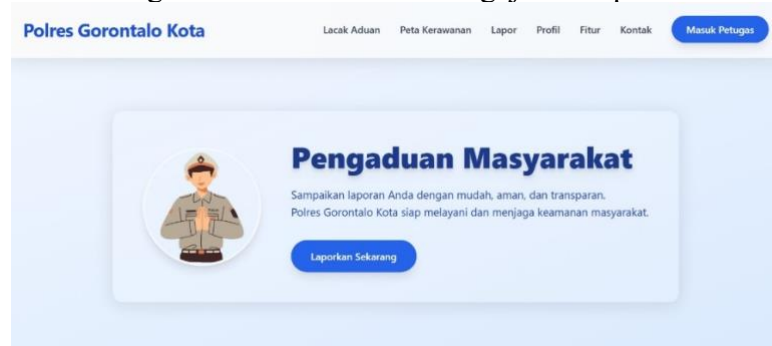 Polres Gorontalo Kota
Lacak Aduan Peta Kerawanan Lapor Profil Fitur Kontak Masuk Petugas
Pengaduan Masyarakat
Sampaikan laporan Anda dengan mudah, aman, dan transparan.
Polres Gorontalo Kota siap melayani dan menjaga keamanan masyarakat.
Laporkan Sekarang